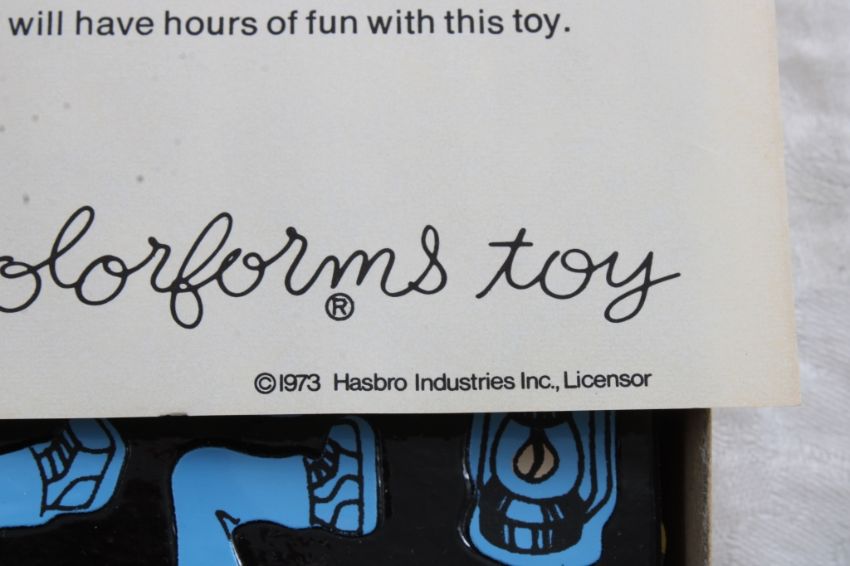 will have hours of fun with this toy.
olorforms toy
®
©1973 Hasbro Industries Inc., Licensor